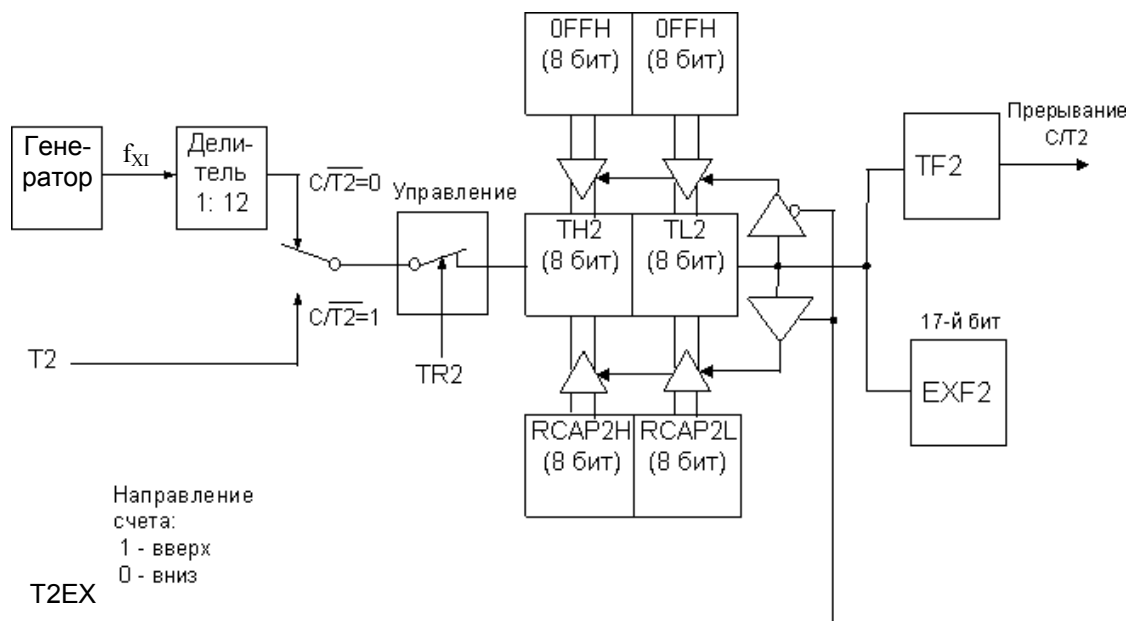 0FFH
(8 бит)
0FFH
(8 бит)
Прерывание
С/Т2
Гене-
ратор
fXI
Дели-
тель
1: 12
C/T2=0
Управление
TH2
(8 бит)
TL2
(8 бит)
TF2
C/T2=1
T2
TR2
17-й бит
EXF2
RCAP2H
(8 бит)
RCAP2L
(8 бит)
Направление
счета:
1 - вверх
0 - вниз
T2EX